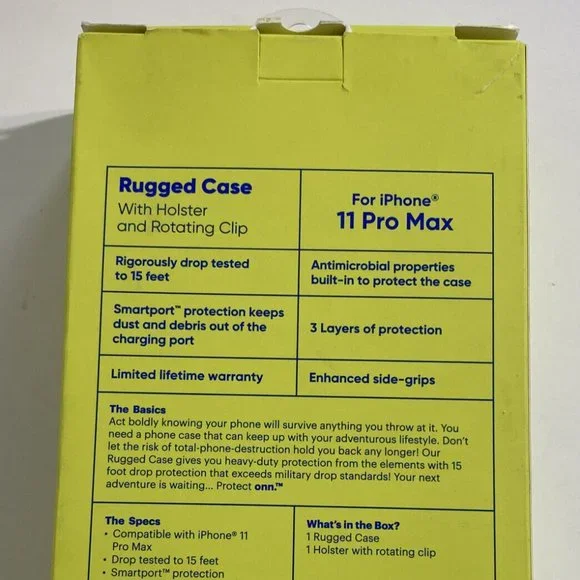 Rugged Case
With Holster
and Rotating Clip
For iPhone®
11 Pro Max
Rigorously drop tested
to 15 feet
Antimicrobial properties
built-in to protect the case
Smartport™ protection keeps
dust and debris out of the
charging port
3 Layers of protection
Limited lifetime warranty
Enhanced side-grips
The Basics
Act boldly knowing your phone will survive anything you throw at it. You
need a phone case that can keep up with your adventurous lifestyle. Don't
let the risk of total-phone-destruction hold you back any longer! Our
Rugged Case gives you heavy-duty protection from the elements with 15
foot drop protection that exceeds military drop standards! Your next
adventure is waiting... Protect onn.™
The Specs
• Compatible with iPhone® 11
Pro Max
• Drop tested to 15 feet
• Smartport™ protection
What's in the Box?
1 Rugged Case
1 Holster with rotating clip